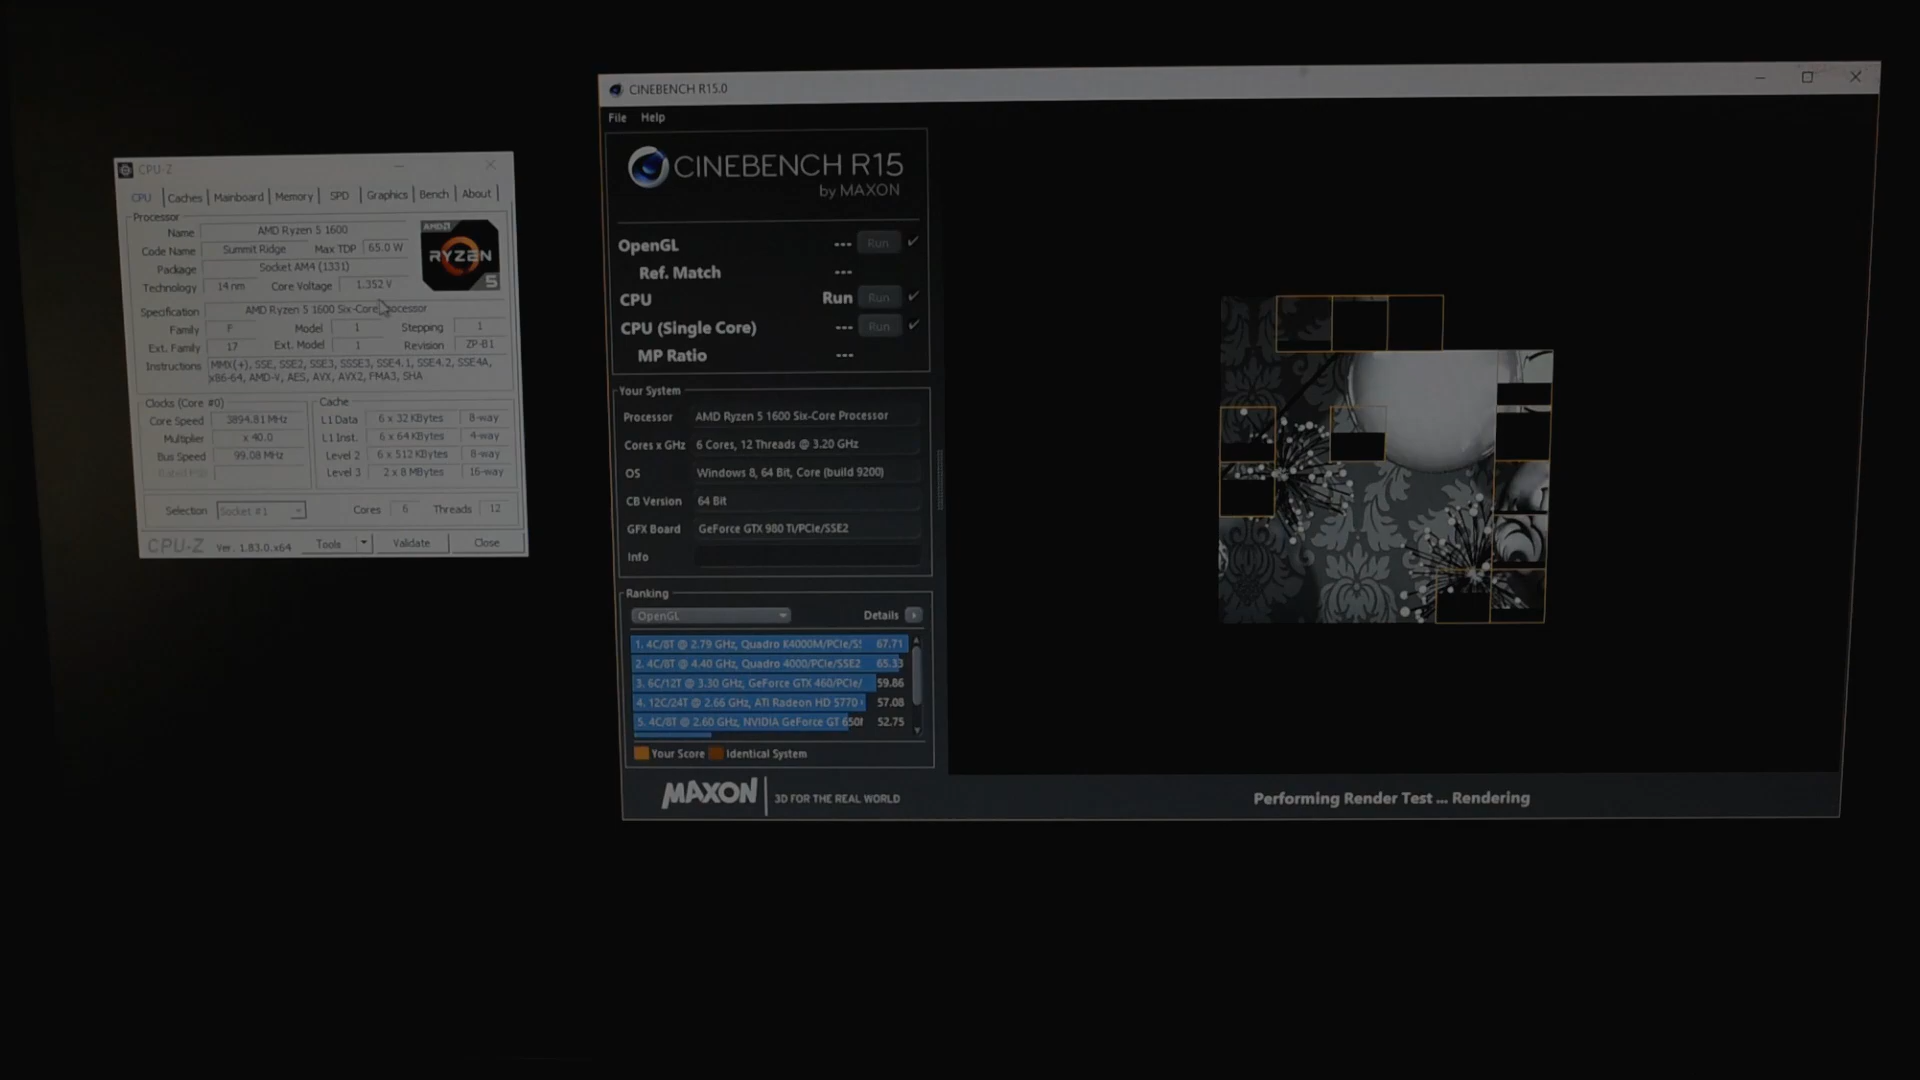 CPU-Z
CPU Caches Mainboard Memory SPD Graphics Bench About
Processor
Name AMD Ryzen 5 1600
Code Name Summit Ridge Max TDP 65.0 W
Package Socket AM4 (1331)
Technology 14 nm Core Voltage 1.352 V
AMD
RYZEN
5
Specification AMD Ryzen 5 1600 Six-Core Processor
Family F Model 1 Stepping 1
Ext. Family 17 Ext. Model 1 Revision ZP-B1
Instructions MMX(+), SSE, SSE2, SSE3, SSSE3, SSE4.1, SSE4.2, SSE4A,
x86-64, AMD-V, AES, AVX, AVX2, FMA3, SHA
Clocks (Core #0)
Core Speed 3894.81 MHz
Multiplier x 40.0
Bus Speed 99.08 MHz
Rated FSB
Cache
L1 Data 6 x 32 KBytes 8-way
L1 Inst. 6 x 64 KBytes 4-way
Level 2 6 x 512 KBytes 8-way
Level 3 2 x 8 MBytes 16-way
Selection Socket #1 Cores 6 Threads 12
CPU-Z Ver. 1.83.0.x64 Tools Validate Close
CINEBENCH R15.0
File Help
CINEBENCH R15
by MAXON
OpenGL --- Run
Ref. Match ---
CPU Run Run
CPU (Single Core) --- Run
MP Ratio ---
Your System
Processor AMD Ryzen 5 1600 Six-Core Processor
Cores x GHz 6 Cores, 12 Threads @ 3.20 GHz
OS Windows 8, 64 Bit, Core (build 9200)
CB Version 64 Bit
GFX Board GeForce GTX 980 Ti/PCIe/SSE2
Info
Ranking
OpenGL Details
1. 4C/8T @ 2.79 GHz, Quadro K4000M/PCIe/S! 67.71
2. 4C/8T @ 4.40 GHz, Quadro 4000/PCIe/SSE2 65.33
3. 6C/12T @ 3.30 GHz, GeForce GTX 460/PCIe/ 59.86
4. 12C/24T @ 2.66 GHz, ATI Radeon HD 5770 57.08
5. 4C/8T @ 2.60 GHz, NVIDIA GeForce GT 650M 52.75
Your Score Identical System
MAXON 3D FOR THE REAL WORLD
Performing Render Test ... Rendering